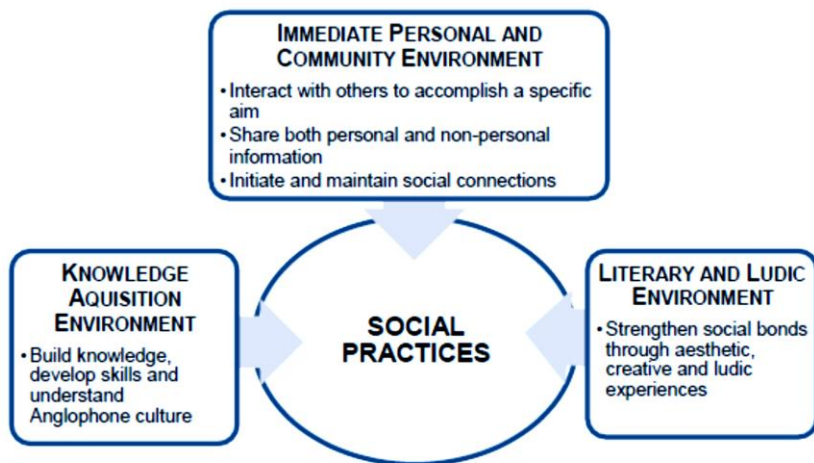 IMMEDIATE PERSONAL AND
COMMUNITY ENVIRONMENT
• Interact with others to accomplish a specific
aim
• Share both personal and non-personal
information
• Initiate and maintain social connections
KNOWLEDGE
AQUISITION
ENVIRONMENT
• Build knowledge,
develop skills and
understand
Anglophone culture
SOCIAL
PRACTICES
LITERARY AND LUDIC
ENVIRONMENT
• Strengthen social bonds
through aesthetic,
creative and ludic
experiences